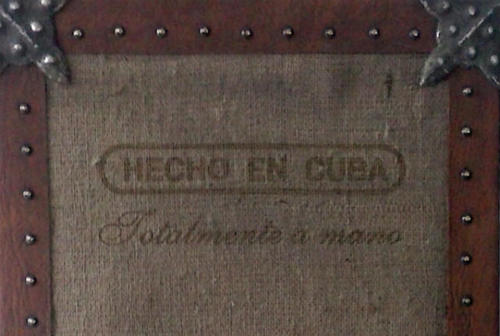 HECHO EN CUBA
Totalmente a mano